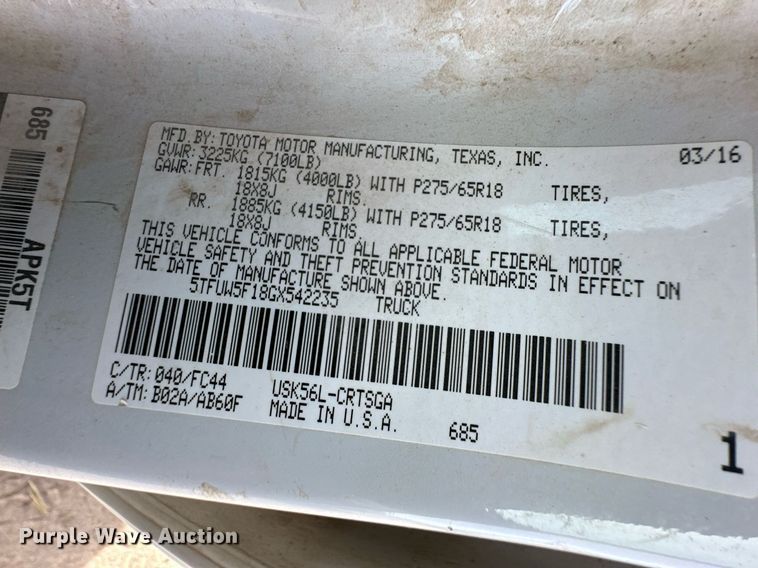 685
APK5T
MFD BY: TOYOTA MOTOR MANUFACTURING, TEXAS, INC. 03/16
GVWR: 3225KG (7100LB)
GAWR: FRT. 1815KG (4000LB) WITH P275/65R18 TIRES,
18X8J RIMS.
RR. 1885KG (4150LB) WITH P275/65R18 TIRES,
18X8J RIMS.
THIS VEHICLE CONFORMS TO ALL APPLICABLE FEDERAL MOTOR
VEHICLE SAFETY AND THEFT PREVENTION STANDARDS IN EFFECT ON
THE DATE OF MANUFACTURE SHOWN ABOVE.
5TFUW5F18GX542235 TRUCK
C/TR: 040/FC44 USK56L-CRTSGA
A/TM: B02A/AB60F MADE IN U.S.A. 685
1
Purple Wave Auction